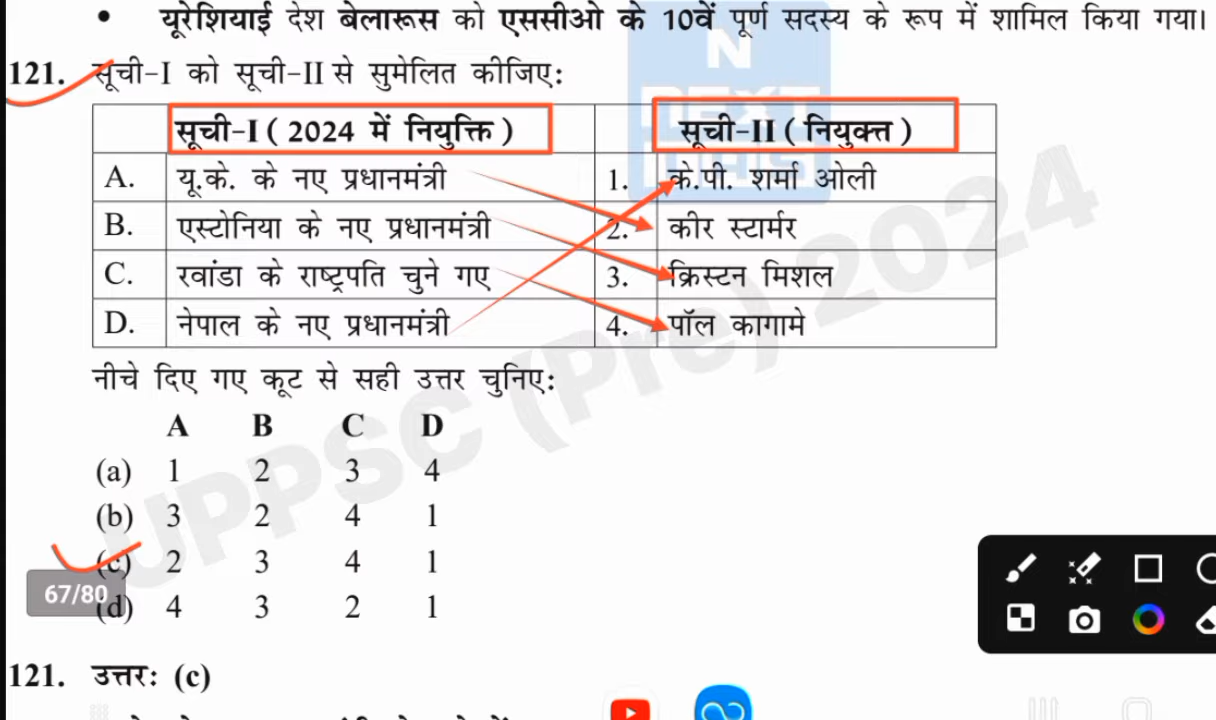 • यूरेशियाई देश बेलारूस को एससीओ के 10वें पूर्ण सदस्य के रूप में शामिल किया गया।
121. सूची-I को सूची-II से सुमेलित कीजिए:
सूची-I ( 2024 में नियुक्ति ) सूची-II ( नियुक्त )
A. यू.के. के नए प्रधानमंत्री 1. के.पी. शर्मा ओली
B. एस्टोनिया के नए प्रधानमंत्री 2. कीर स्टार्मर
C. रवांडा के राष्ट्रपति चुने गए 3. क्रिस्टन मिशल
D. नेपाल के नए प्रधानमंत्री 4. पॉल कागामे
नीचे दिए गए कूट से सही उत्तर चुनिए:
A B C D
(a) 1 2 3 4
(b) 3 2 4 1
(c) 2 3 4 1
67/80
(d) 4 3 2 1
121. उत्तरः (c)
UPPSC (Pre) 2024